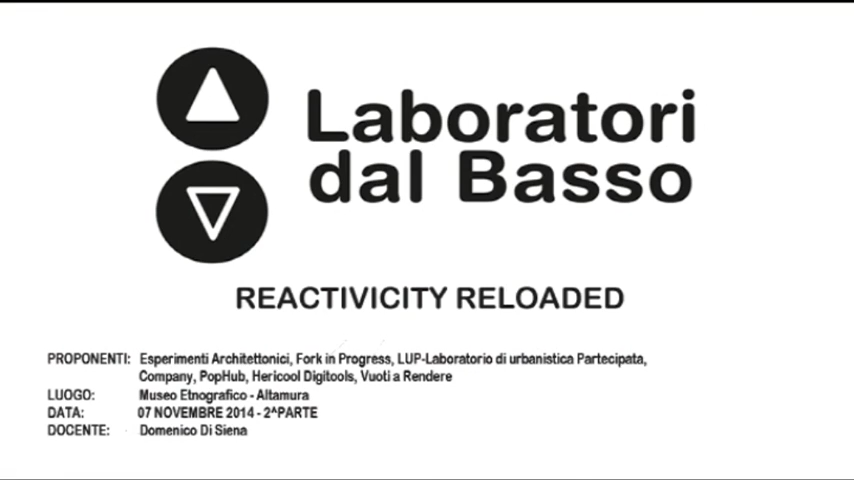 Laboratori
dal Basso
REACTIVICITY RELOADED
PROPONENTI: Esperimenti Architettonici, Fork in Progress, LUP-Laboratorio di urbanistica Partecipata,
Company, PopHub, Hericool Digitools, Vuoti a Rendere
LUOGO: Museo Etnografico - Altamura
DATA: 07 NOVEMBRE 2014 - 2^PARTE
DOCENTE: Domenico Di Siena